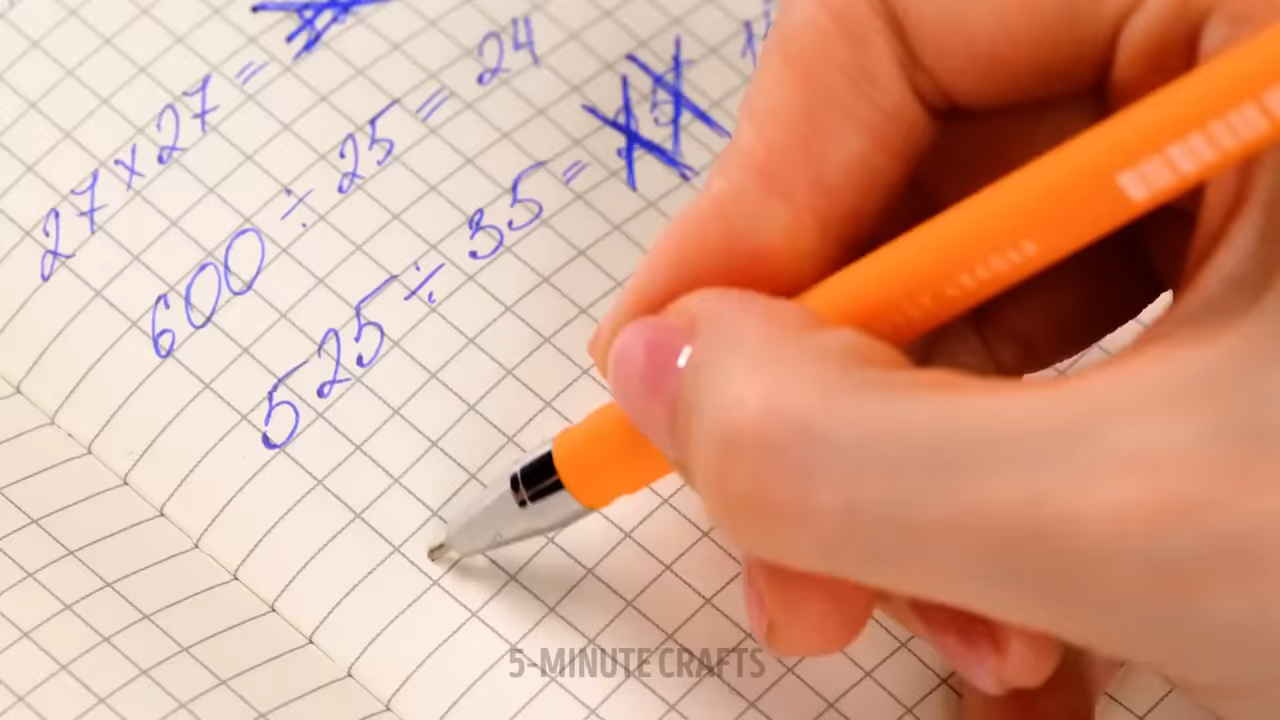 27 × 27 =
600 ÷ 25 = 24
525 ÷ 35 =
5-MINUTE CRAFTS